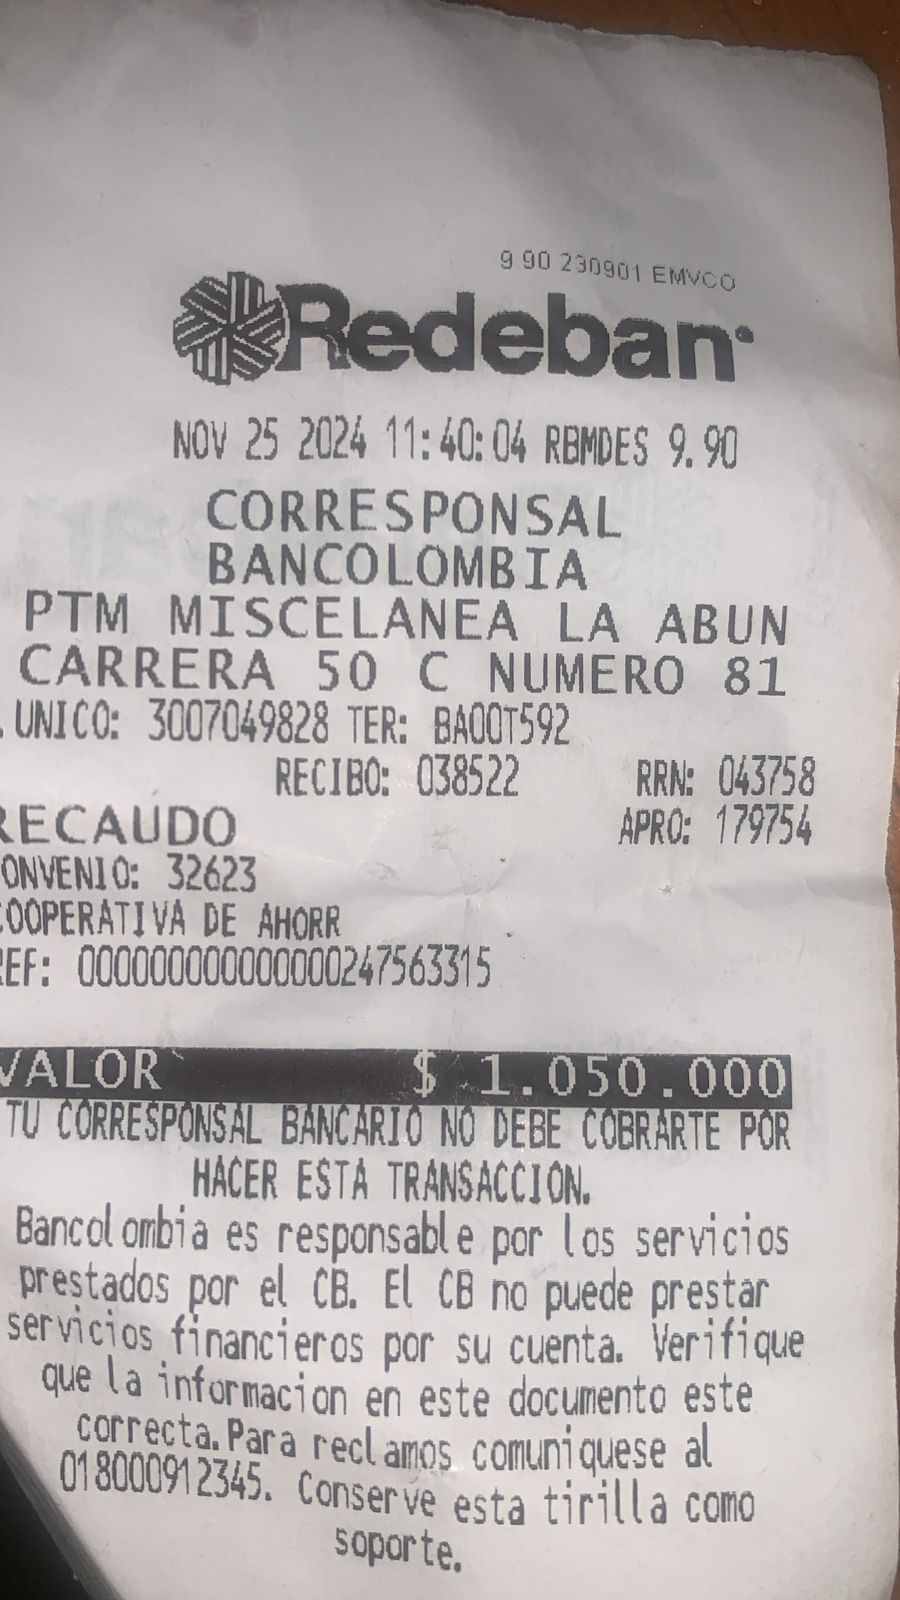 9.90 230901 EMVCO
Redeban
NOV 25 2024 11:40:04 RBMDES 9.90
CORRESPONSAL
BANCOLOMBIA
PTM MISCELANEA LA ABUN
CARRERA 50 C NUMERO 81
. UNICO: 3007049828 TER: BA00T592
RECIBO: 038522 RRN: 043758
RECAUDO APRO: 179754
ONVENIO: 32623
COOPERATIVA DE AHORR
REF: 000000000000000247563315
VALOR $ 1.050.000
TU CORRESPONSAL BANCARIO NO DEBE COBRARTE POR
HACER ESTA TRANSACCION.
Bancolombia es responsable por los servicios
prestados por el CB. El CB no puede prestar
servicios financieros por su cuenta. Verifique
que la informacion en este documento este
correcta.Para reclamos comuniquese al
018000912345. Conserve esta tirilla como
soporte.